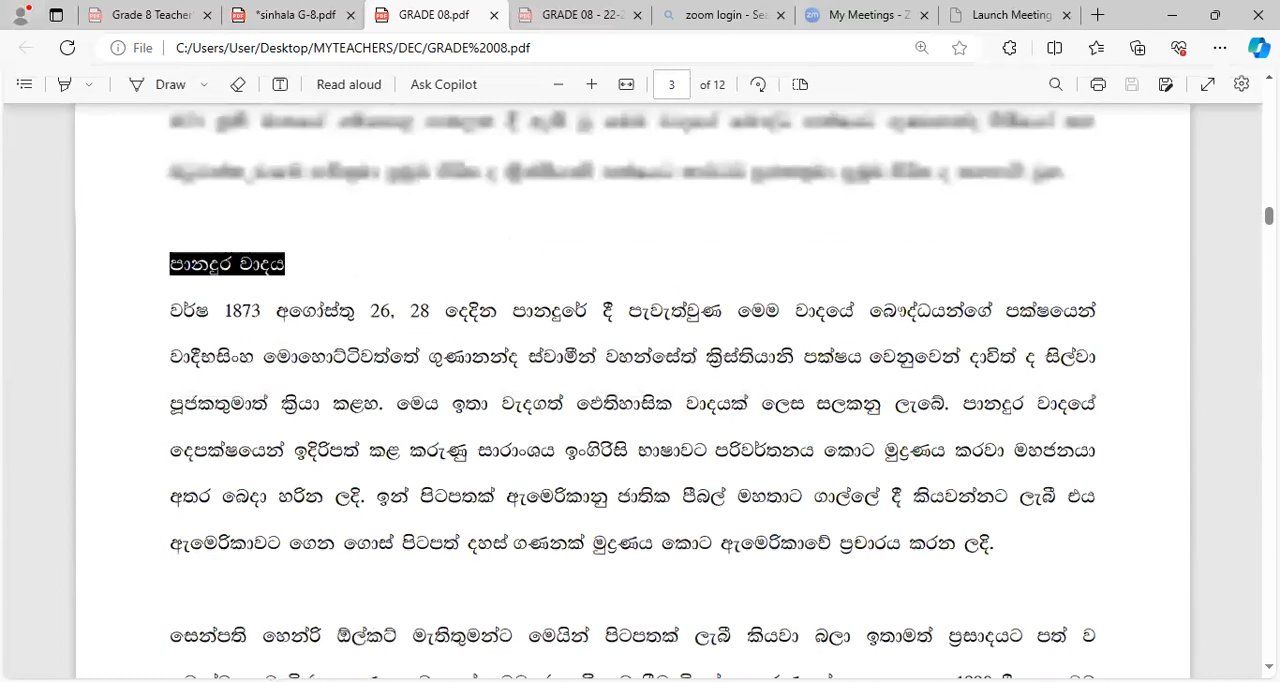 Grade 8 Teacher
*sinhala G-8.pdf
GRADE 08.pdf
GRADE 08 - 22-2
zoom login - Sea
My Meetings - Z
Launch Meeting
File C:/Users/User/Desktop/MYTEACHERS/DEC/GRADE%2008.pdf
Draw Read aloud Ask Copilot 3 of 12
පානදුර වාදය
වර්ෂ 1873 අගෝස්තු 26, 28 දෙදින පානදුරේ දී පැවැත්වුණ මෙම වාදයේ බෞද්ධයන්ගේ පක්ෂයෙන්
වාදීභසිංහ මොහොට්ටිවත්තේ ගුණානන්ද ස්වාමීන් වහන්සේත් ක්‍රිස්තියානි පක්ෂය වෙනුවෙන් දාවිත් ද සිල්වා
පූජකතුමාත් ක්‍රියා කළහ. මෙය ඉතා වැදගත් ඓතිහාසික වාදයක් ලෙස සලකනු ලැබේ. පානදුර වාදයේ
දෙපක්ෂයෙන් ඉදිරිපත් කළ කරුණු සාරාංශය ඉංගිරිසි භාෂාවට පරිවර්තනය කොට මුද්‍රණය කරවා මහජනයා
අතර බෙදා හරින ලදි. ඉන් පිටපතක් ඇමෙරිකානු ජාතික පීබල් මහතාට ගාල්ලේ දී කියවන්නට ලැබී එය
ඇමෙරිකාවට ගෙන ගොස් පිටපත් දහස් ගණනක් මුද්‍රණය කොට ඇමෙරිකාවේ ප්‍රචාරය කරන ලදි.
සෙන්පති හෙන්රි ඕල්කට් මැතිතුමන්ට මෙයින් පිටපතක් ලැබී කියවා බලා ඉතාමත් ප්‍රසාදයට පත් ව